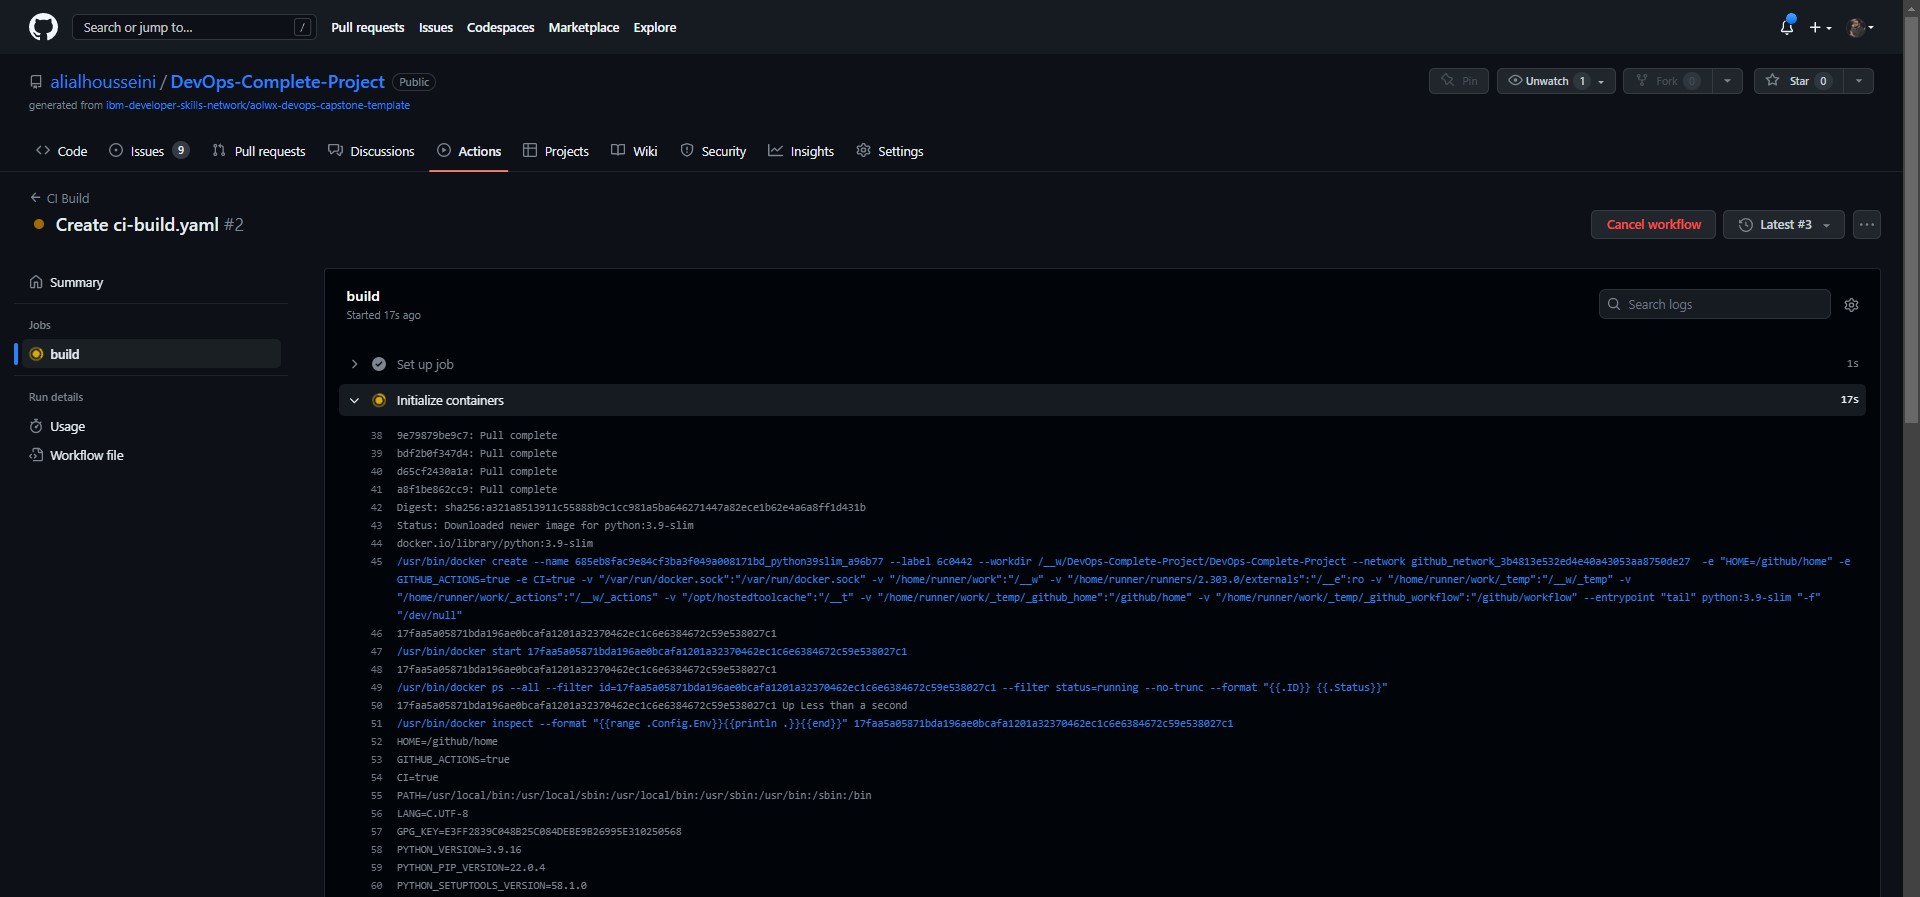 Search or jump to... /
Pull requests Issues Codespaces Marketplace Explore
alialhousseini / DevOps-Complete-Project Public
generated from ibm-developer-skills-network/aolwx-devops-capstone-template
Pin Unwatch 1 Fork 0 Star 0
Code Issues 9 Pull requests Discussions Actions Projects Wiki Security Insights Settings
CI Build
Create ci-build.yaml #2
Cancel workflow Latest #3
Summary
Jobs
build
Run details
Usage
Workflow file
build
Started 17s ago
Search logs
Set up job 1s
Initialize containers 17s
38 9e79879be9c7: Pull complete
39 bdf2b0f347d4: Pull complete
40 d65cf2430a1a: Pull complete
41 a8f1be862cc9: Pull complete
42 Digest: sha256:a321a8513911c55888b9c1cc981a5ba646271447a82ece1b62e4a6a8ff1d431b
43 Status: Downloaded newer image for python:3.9-slim
44 docker.io/library/python:3.9-slim
45 /usr/bin/docker create --name 685eb8fac9e84cf3ba3f049a008171bd_python39slim_a96b77 --label 6c0442 --workdir /__w/DevOps-Complete-Project/DevOps-Complete-Project --network github_network_3b4813e532ed4e40a43053aa8750de27 -e "HOME=/github/home" -e
GITHUB_ACTIONS=true -e CI=true -v "/var/run/docker.sock":"/var/run/docker.sock" -v "/home/runner/work":"/__w" -v "/home/runner/runners/2.303.0/externals":"/__e":ro -v "/home/runner/work/_temp":"/__w/_temp" -v
"/home/runner/work/_actions":"/__w/_actions" -v "/opt/hostedtoolcache":"/__t" -v "/home/runner/work/_temp/_github_home":"/github/home" -v "/home/runner/work/_temp/_github_workflow":"/github/workflow" --entrypoint "tail" python:3.9-slim "-f"
"/dev/null"
46 17faa5a05871bda196ae0bcafa1201a32370462ec1c6e6384672c59e538027c1
47 /usr/bin/docker start 17faa5a05871bda196ae0bcafa1201a32370462ec1c6e6384672c59e538027c1
48 17faa5a05871bda196ae0bcafa1201a32370462ec1c6e6384672c59e538027c1
49 /usr/bin/docker ps --all --filter id=17faa5a05871bda196ae0bcafa1201a32370462ec1c6e6384672c59e538027c1 --filter status=running --no-trunc --format "{{.ID}} {{.Status}}"
50 17faa5a05871bda196ae0bcafa1201a32370462ec1c6e6384672c59e538027c1 Up Less than a second
51 /usr/bin/docker inspect --format "{{range .Config.Env}}{{println .}}{{end}}" 17faa5a05871bda196ae0bcafa1201a32370462ec1c6e6384672c59e538027c1
52 HOME=/github/home
53 GITHUB_ACTIONS=true
54 CI=true
55 PATH=/usr/local/bin:/usr/local/sbin:/usr/local/bin:/usr/sbin:/usr/bin:/sbin:/bin
56 LANG=C.UTF-8
57 GPG_KEY=E3FF2839C048B25C084DEBE9B26995E310250568
58 PYTHON_VERSION=3.9.16
59 PYTHON_PIP_VERSION=22.0.4
60 PYTHON_SETUPTOOLS_VERSION=58.1.0